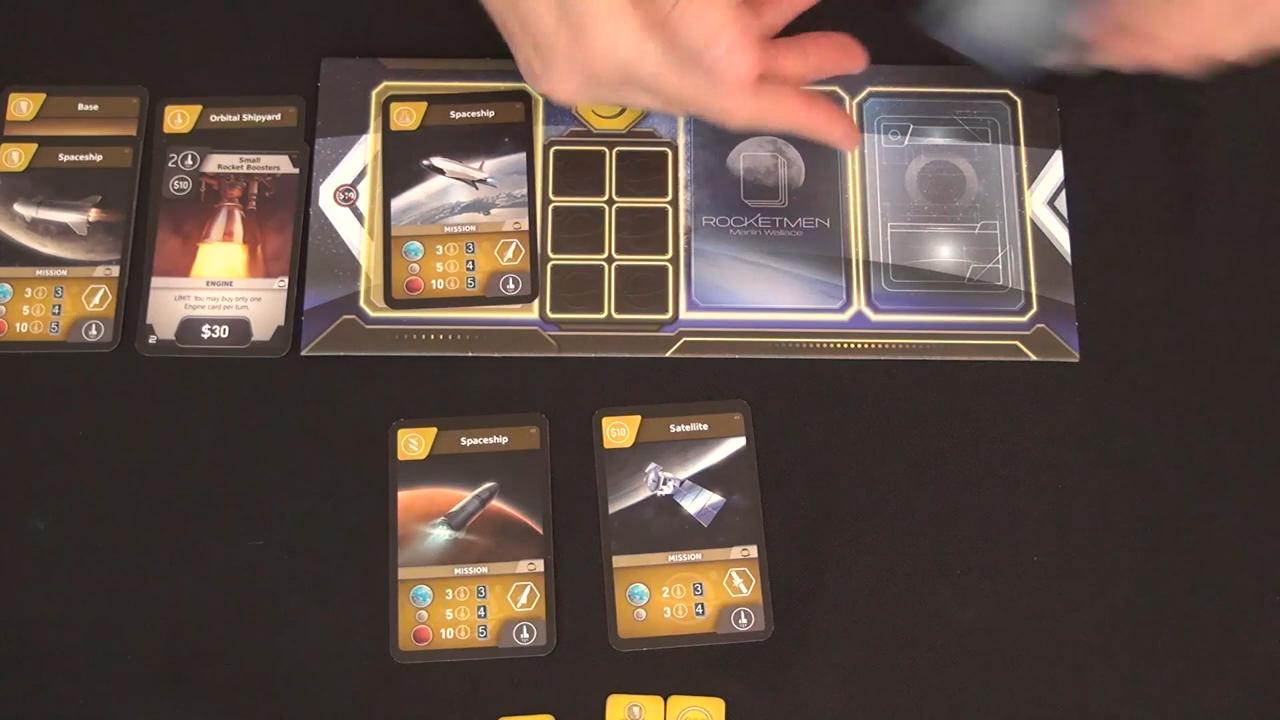 Base
Spaceship
MISSION
3 3
5 4
10 5
Orbital Shipyard
2
Small
Rocket Boosters
$10
ENGINE
LIMIT: You may buy only one
Engine card per turn.
2
$30
Spaceship
MISSION
3 3
5 4
10 5
ROCKETMEN
Martin Wallace
Spaceship
MISSION
3 3
5 4
10 5
$10
Satellite
MISSION
2 3
3 4